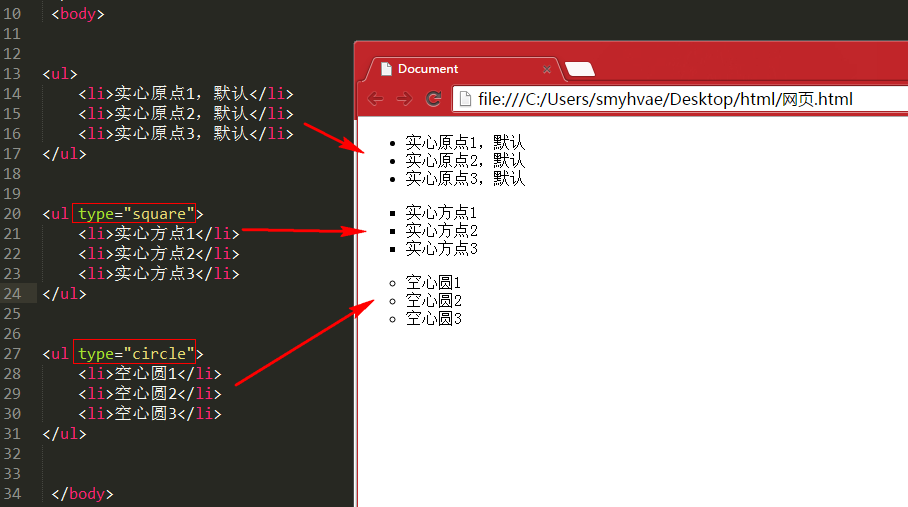 10 <body>
11
12
13 <ul>
14 <li>实心原点1，默认</li>
15 <li>实心原点2，默认</li>
16 <li>实心原点3，默认</li>
17 </ul>
18
19
20 <ul type="square">
21 <li>实心方点1</li>
22 <li>实心方点2</li>
23 <li>实心方点3</li>
24 </ul>
25
26
27 <ul type="circle">
28 <li>空心圆1</li>
29 <li>空心圆2</li>
30 <li>空心圆3</li>
31 </ul>
32
33
34 </body>
Document
file:///C:/Users/smyhvae/Desktop/html/网页.html
• 实心原点1，默认
• 实心原点2，默认
• 实心原点3，默认
▪ 实心方点1
▪ 实心方点2
▪ 实心方点3
○ 空心圆1
○ 空心圆2
○ 空心圆3